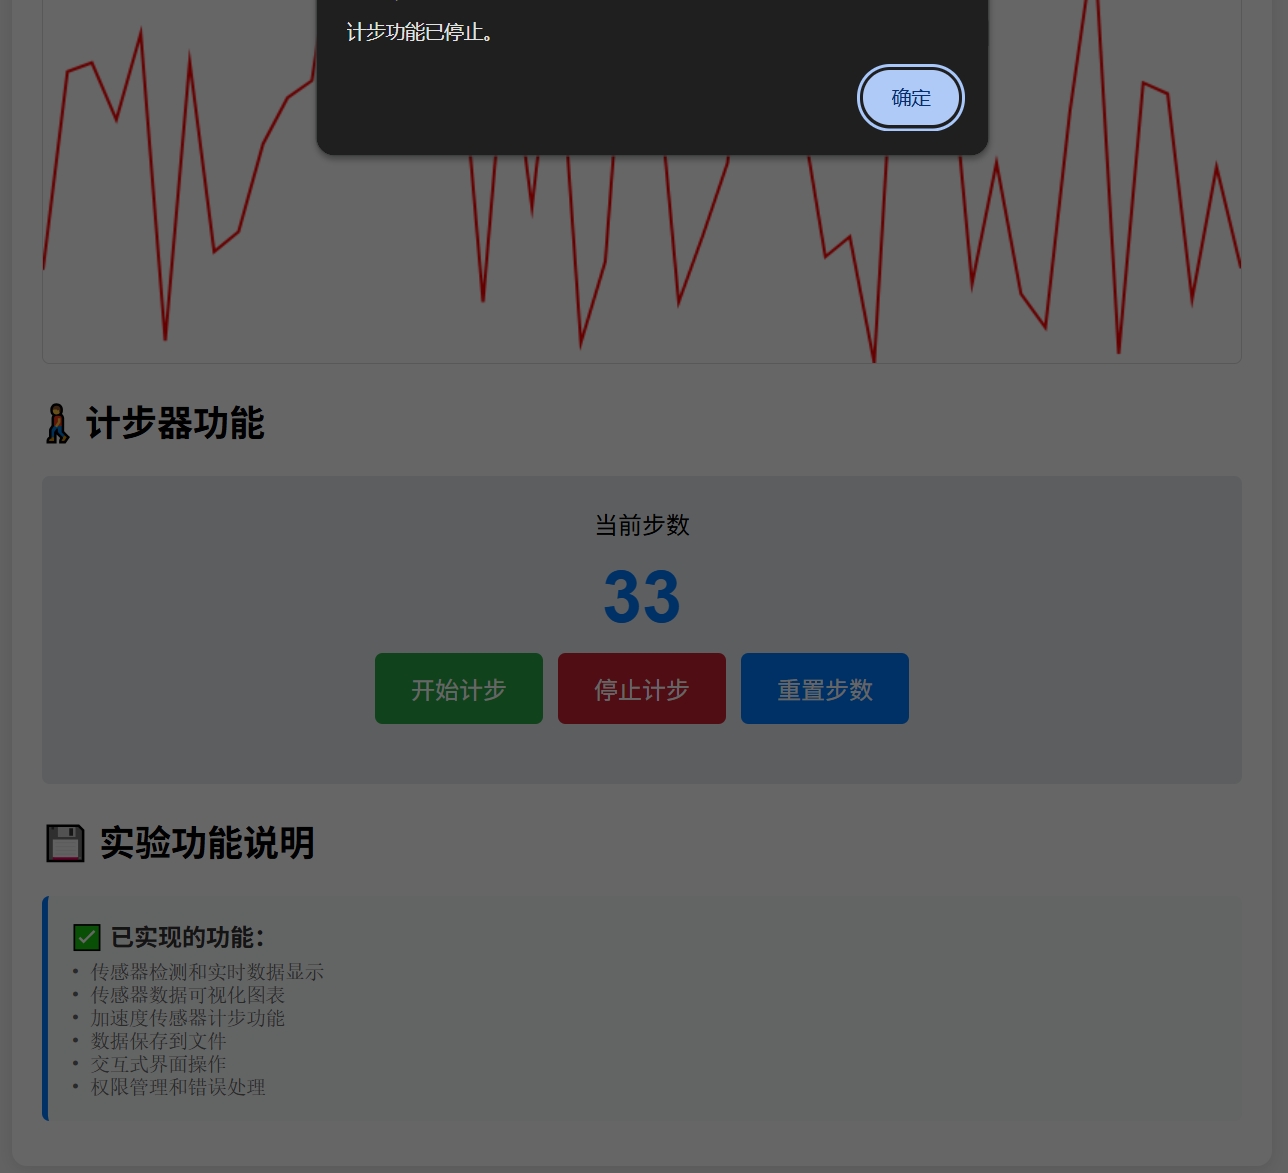 计步功能已停止。
确定
计步器功能
当前步数
33
开始计步
停止计步
重置步数
实验功能说明
已实现的功能：
• 传感器检测和实时数据显示
• 传感器数据可视化图表
• 加速度传感器计步功能
• 数据保存到文件
• 交互式界面操作
• 权限管理和错误处理